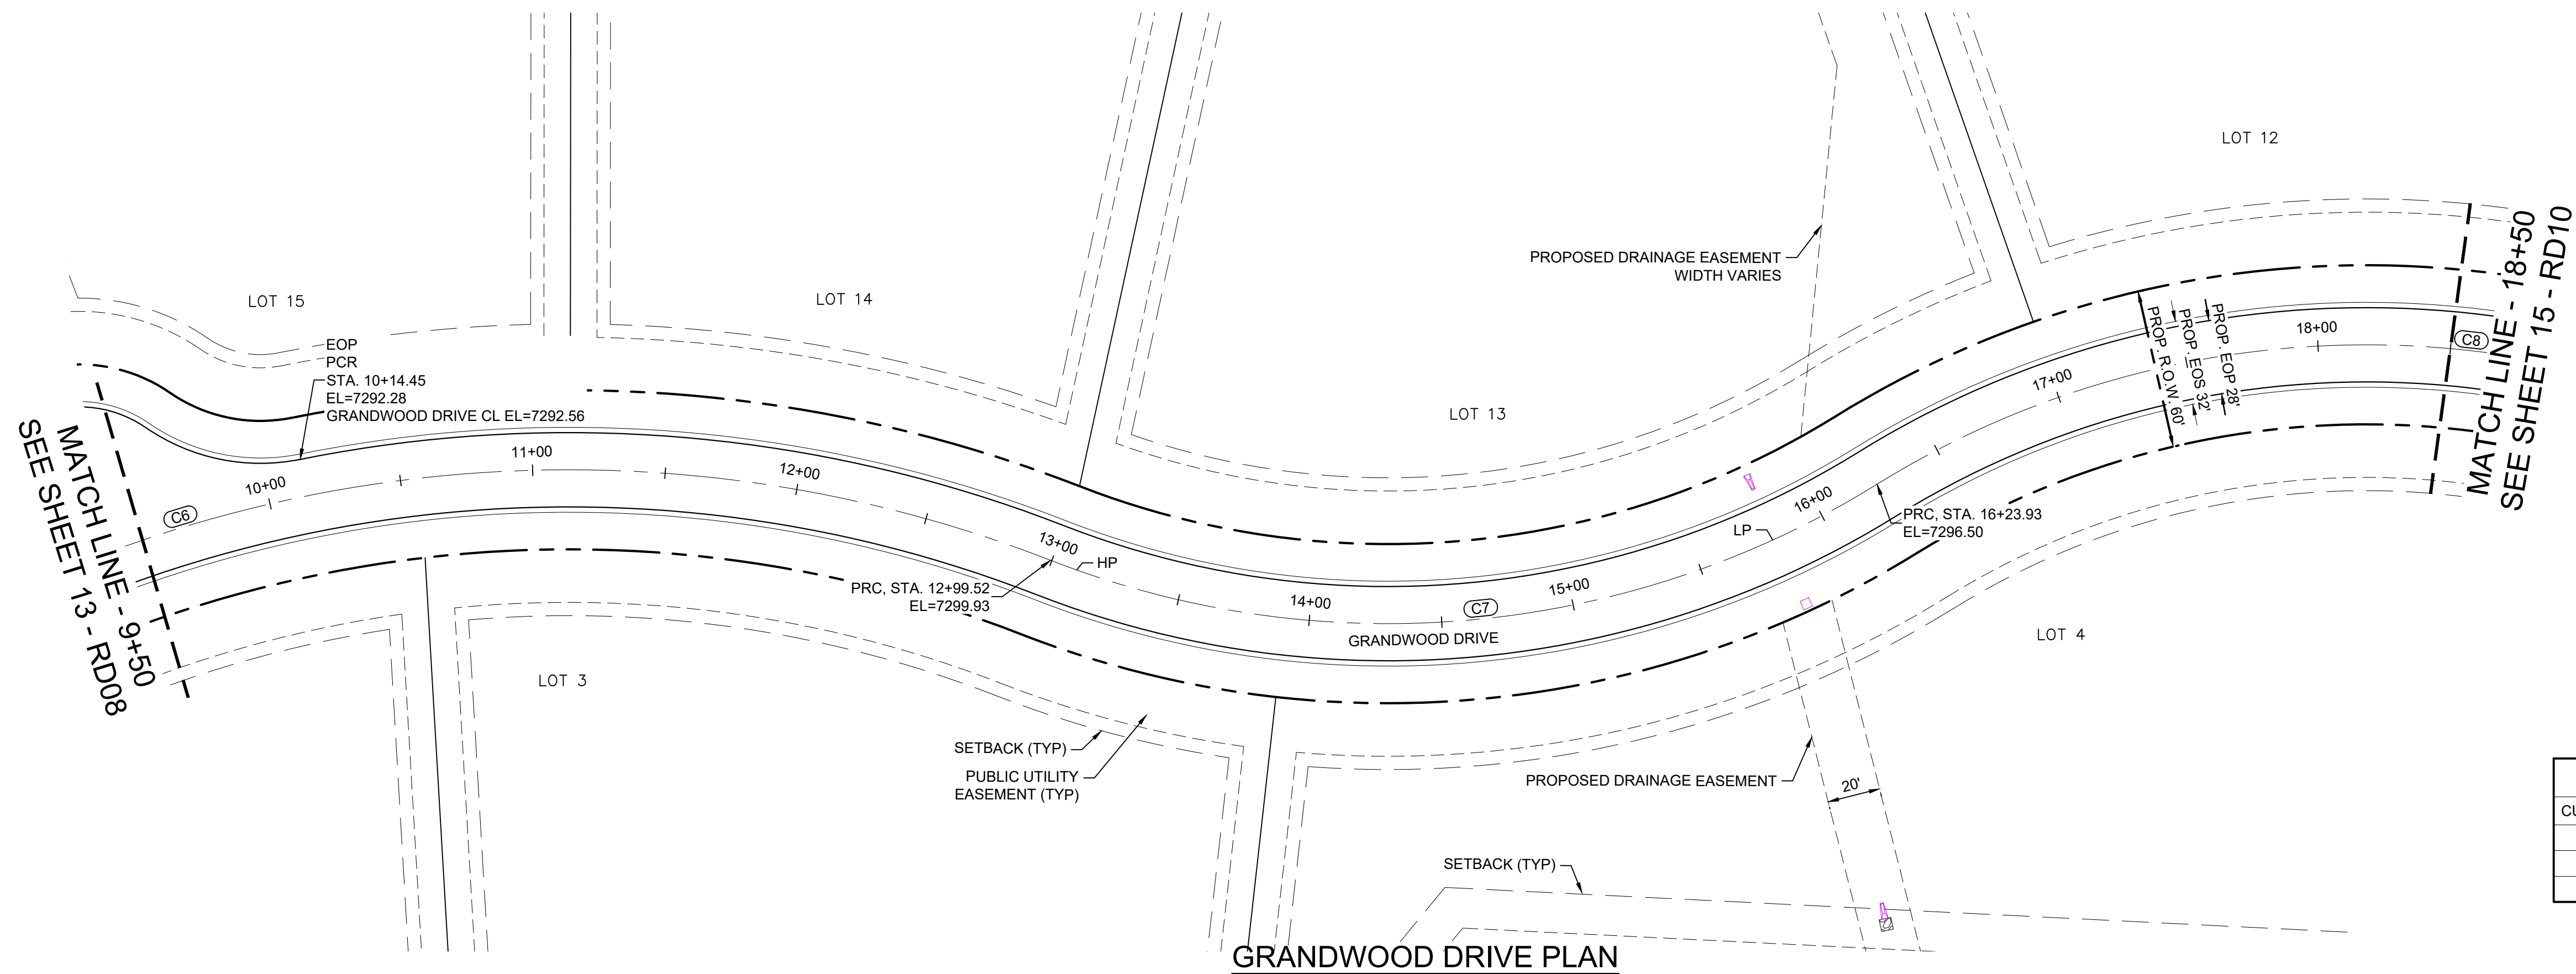 LOT 12
MATCH LINE - 18+50
SEE SHEET 15 - RD10
PROPOSED DRAINAGE EASEMENT
WIDTH VARIES
LOT 15
LOT 14
PROP. R.O.W. 60'
PROP. EOS 32'
PROP. EOP 28'
18+00
C8
EOP
PCR
STA. 10+14.45
EL=7292.28
GRANDWOOD DRIVE CL EL=7292.56
17+00
LOT 13
MATCH LINE - 9+50
SEE SHEET 13 - RD08
C6
10+00
11+00
12+00
16+00
PRC, STA. 16+23.93
EL=7296.50
LP
13+00
HP
PRC, STA. 12+99.52
EL=7299.93
14+00
C7
15+00
GRANDWOOD DRIVE
LOT 4
LOT 3
SETBACK (TYP)
PUBLIC UTILITY
EASEMENT (TYP)
PROPOSED DRAINAGE EASEMENT
20'
SETBACK (TYP)
GRANDWOOD DRIVE PLAN